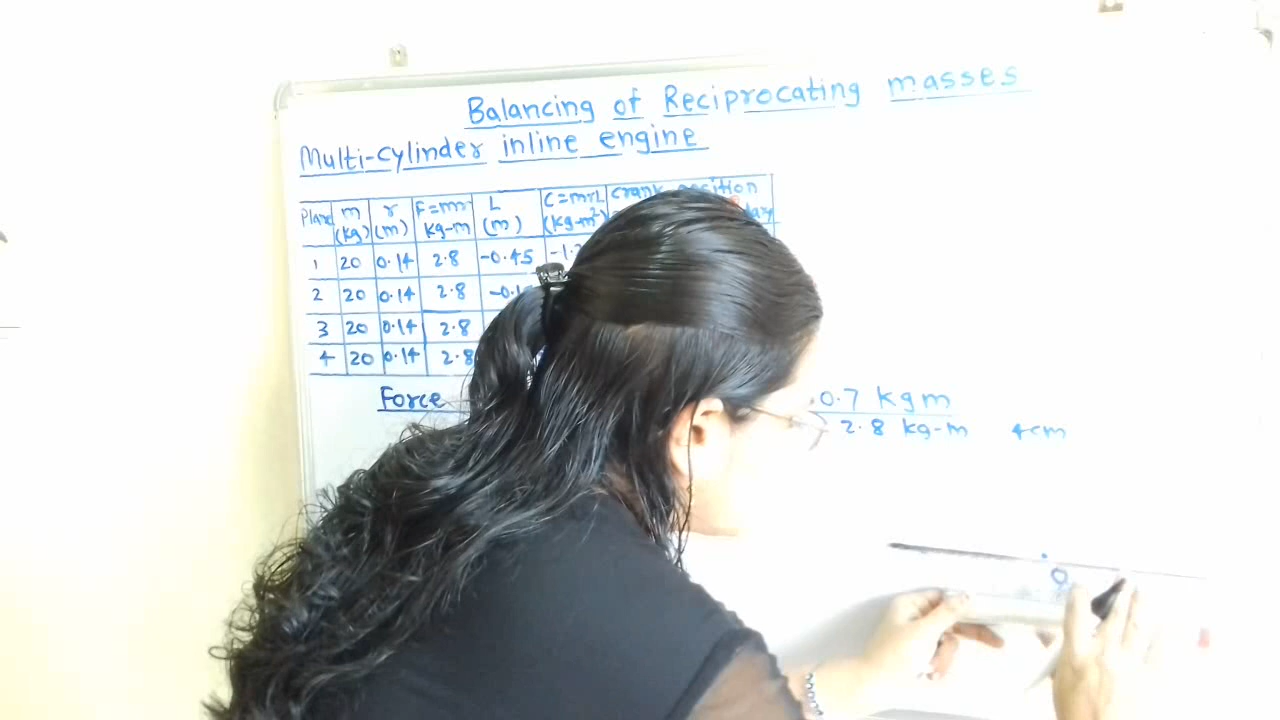 Balancing of Reciprocating masses
Multi-cylinder inline engine
Plane m (kg) r (m) F=mr kg-m L (m) C=mrL (kg-m²) crank position
1 20 0.14 2.8 -0.45
2 20 0.14 2.8
3 20 0.14 2.8
4 20 0.14 2.8
Force
0.7 kgm
2.8 kg-m 4cm